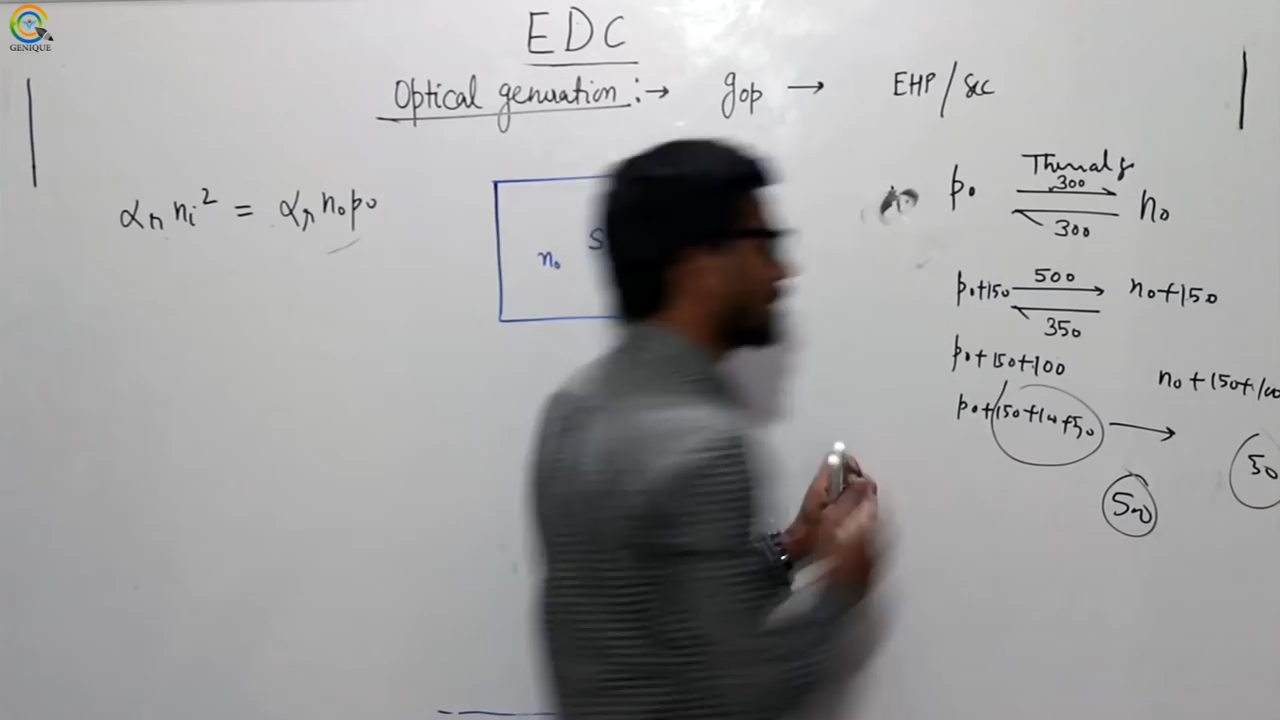 GENIQUE
EDC
Optical generation :→ gop → EHP/sec
αr ni² = αr n₀p₀
n₀ S
p₀ Thermal g 300 n₀
300
p₀+150 500 n₀+150
350
p₀+150+100 n₀+150+100
p₀+150+100+50 →
500 50